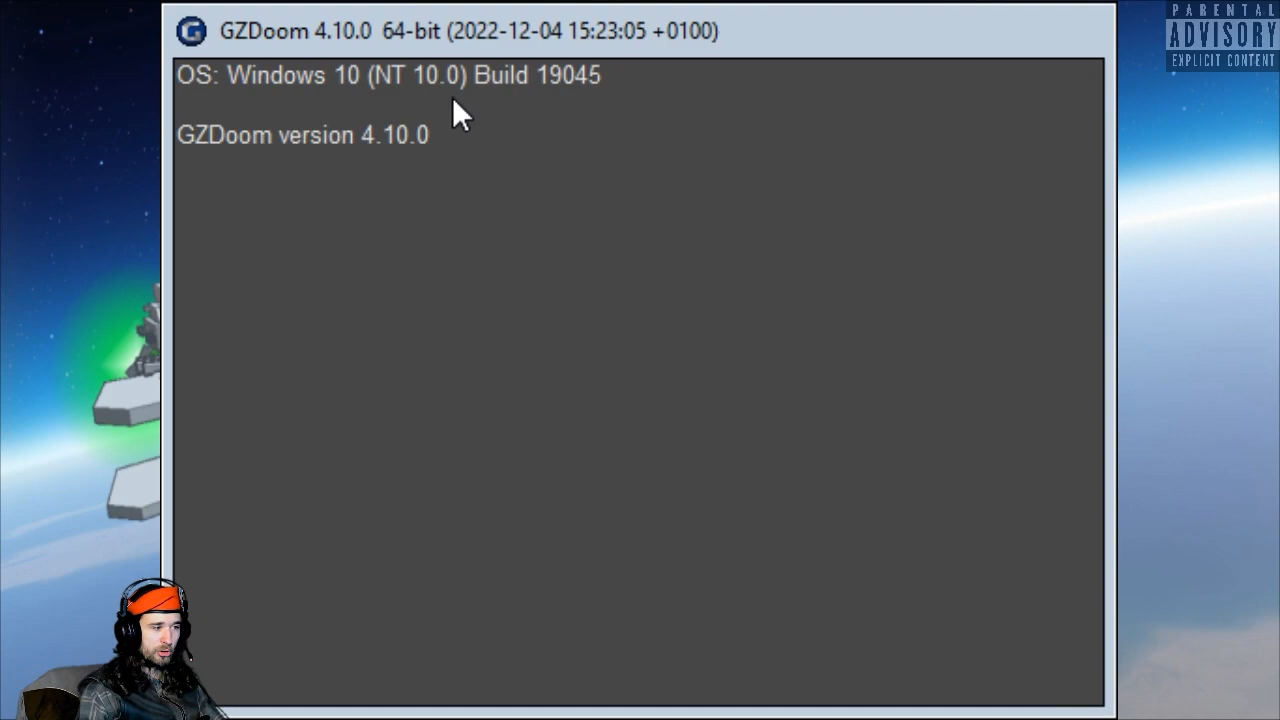 GZDoom 4.10.0 64-bit (2022-12-04 15:23:05 +0100)
PARENTAL
ADVISORY
EXPLICIT CONTENT
OS: Windows 10 (NT 10.0) Build 19045
GZDoom version 4.10.0